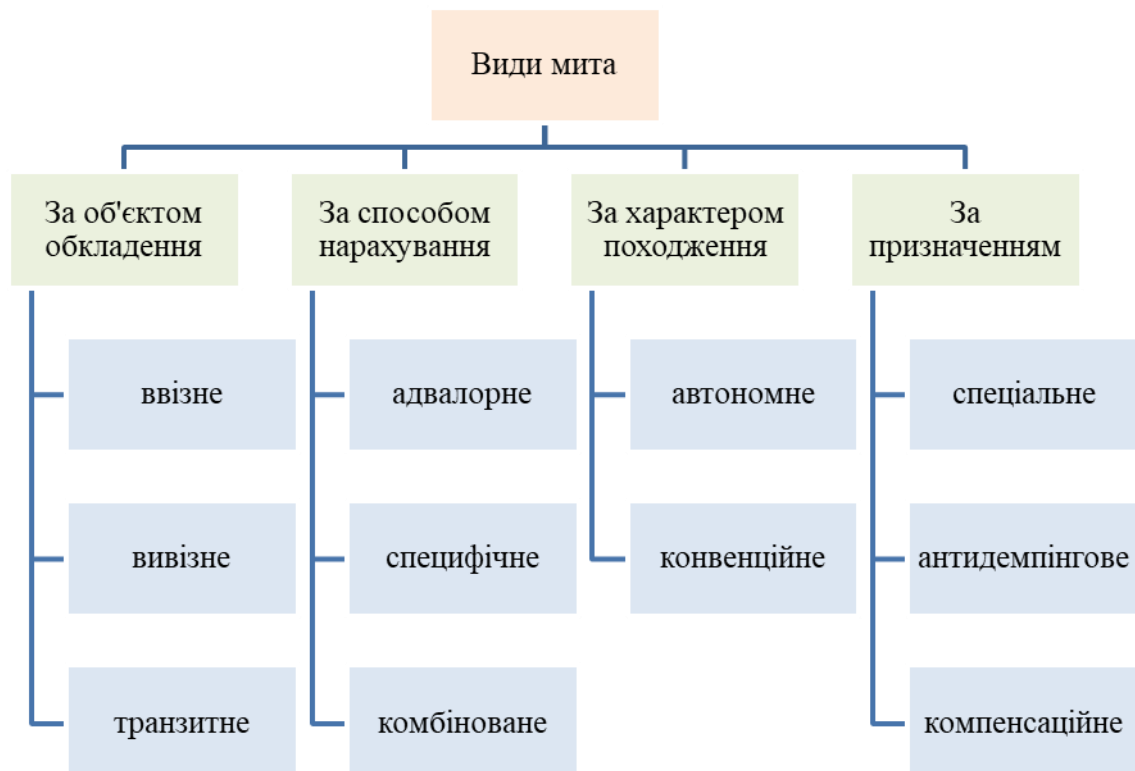 Види мита
За об'єктом
обкладення
ввізне
вивізне
транзитне
За способом
нарахування
адвалорне
специфічне
комбіноване
За характером
походження
автономне
конвенційне
За
призначенням
спеціальне
антидемпінгове
компенсаційне